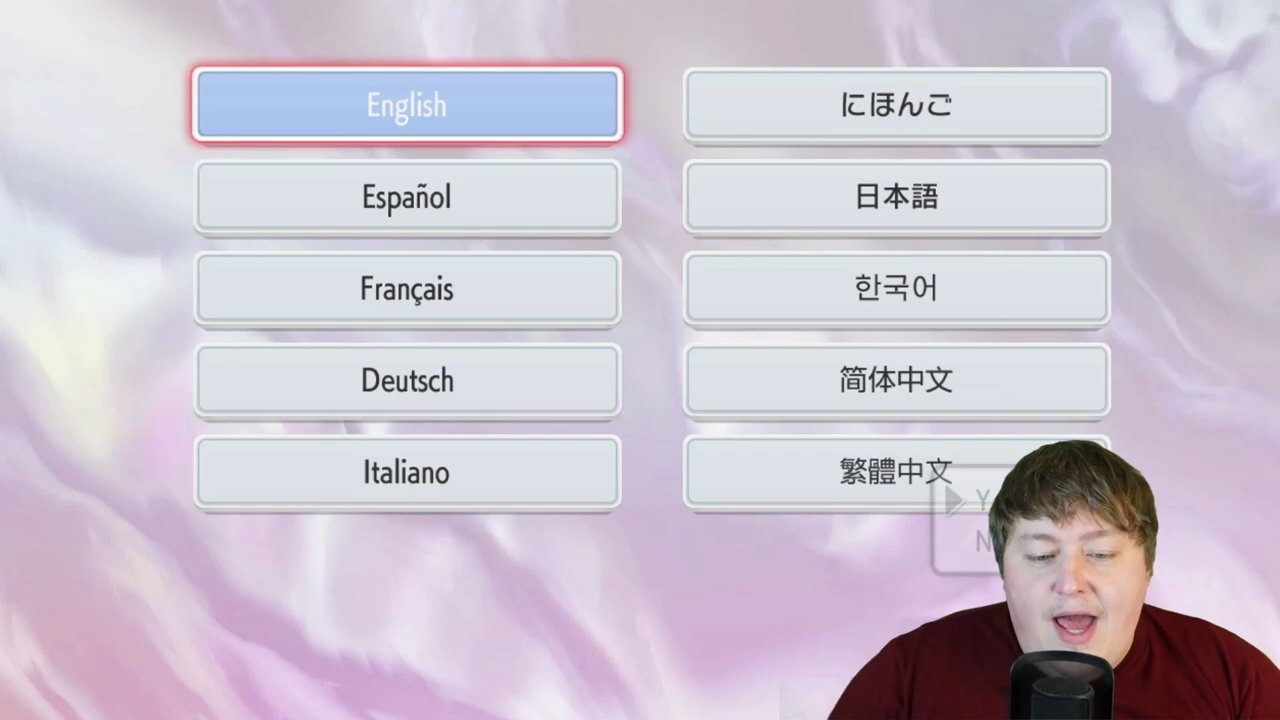 English
Español
Français
Deutsch
Italiano
にほんご
日本語
한국어
简体中文
繁體中文